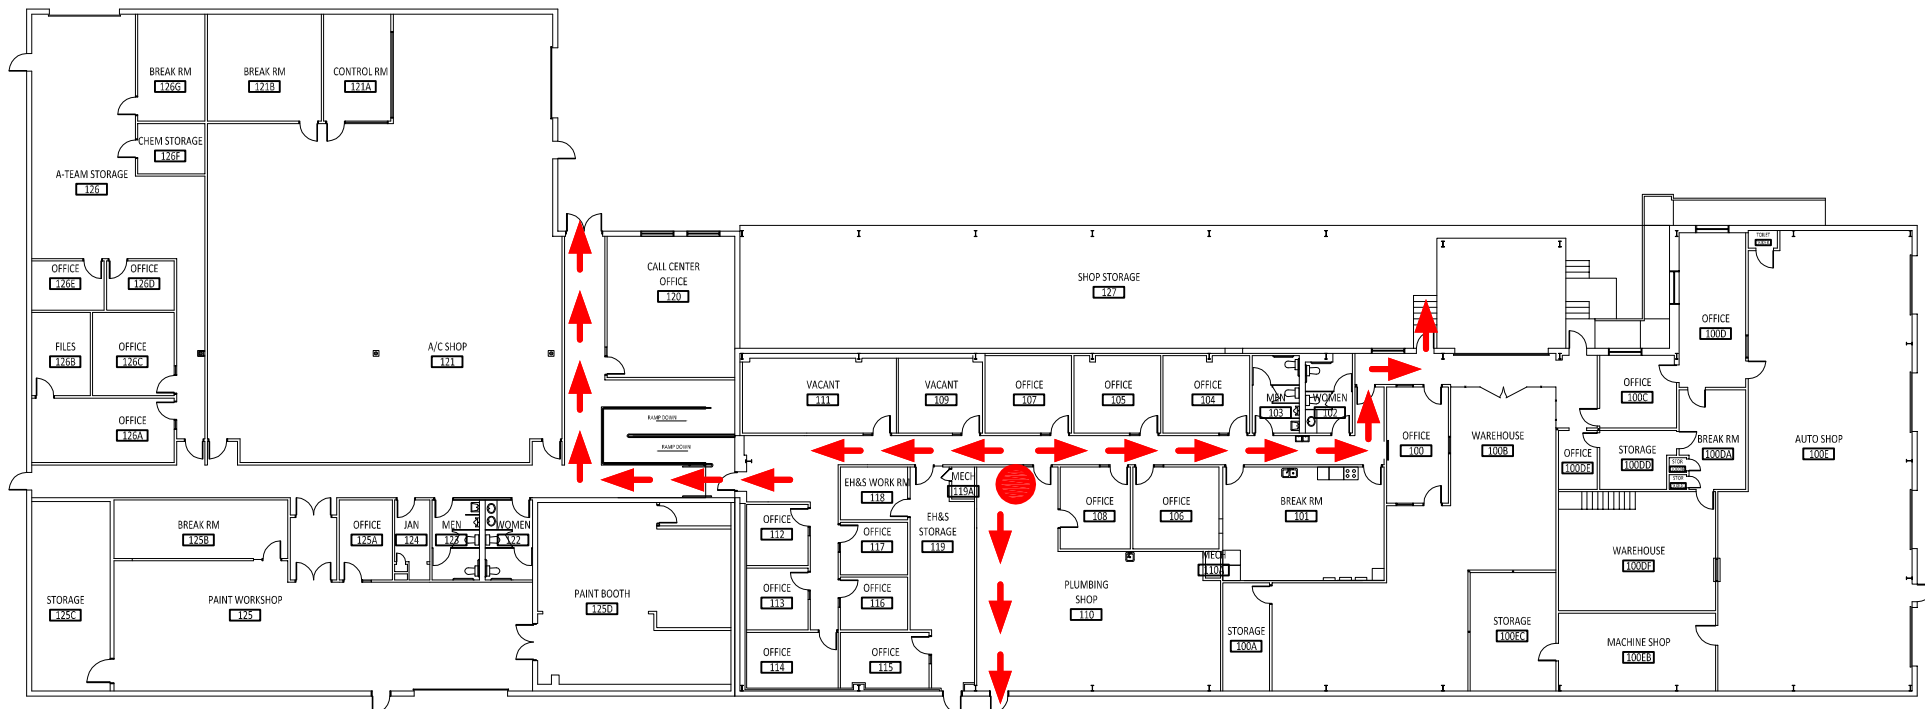 BREAK RM
126G
BREAK RM
121B
CONTROL RM
121A
CHEM STORAGE
126F
A-TEAM STORAGE
126
OFFICE
126E
OFFICE
126D
FILES
126B
OFFICE
126C
OFFICE
126A
A/C SHOP
121
CALL CENTER
OFFICE
120
RAMP DOWN
RAMP DOWN
SHOP STORAGE
127
VACANT
111
VACANT
109
OFFICE
107
OFFICE
105
OFFICE
104
MEN
103
WOMEN
102
OFFICE
100
WAREHOUSE
100B
OFFICE
100C
OFFICE
100D
TOILET
AUTO SHOP
100E
OFFICE
100DE
STORAGE
100DD
BREAK RM
100DA
STOR
STOR
WAREHOUSE
100DF
MACHINE SHOP
100EB
STORAGE
100EC
STORAGE
100A
BREAK RM
101
MECH
110A
OFFICE
106
OFFICE
108
PLUMBING
SHOP
110
MECH
119A
EH&S WORK RM
118
EH&S
STORAGE
119
OFFICE
117
OFFICE
116
OFFICE
115
OFFICE
112
OFFICE
113
OFFICE
114
PAINT BOOTH
125D
WOMEN
122
MEN
123
JAN
124
OFFICE
125A
BREAK RM
125B
STORAGE
125C
PAINT WORKSHOP
125